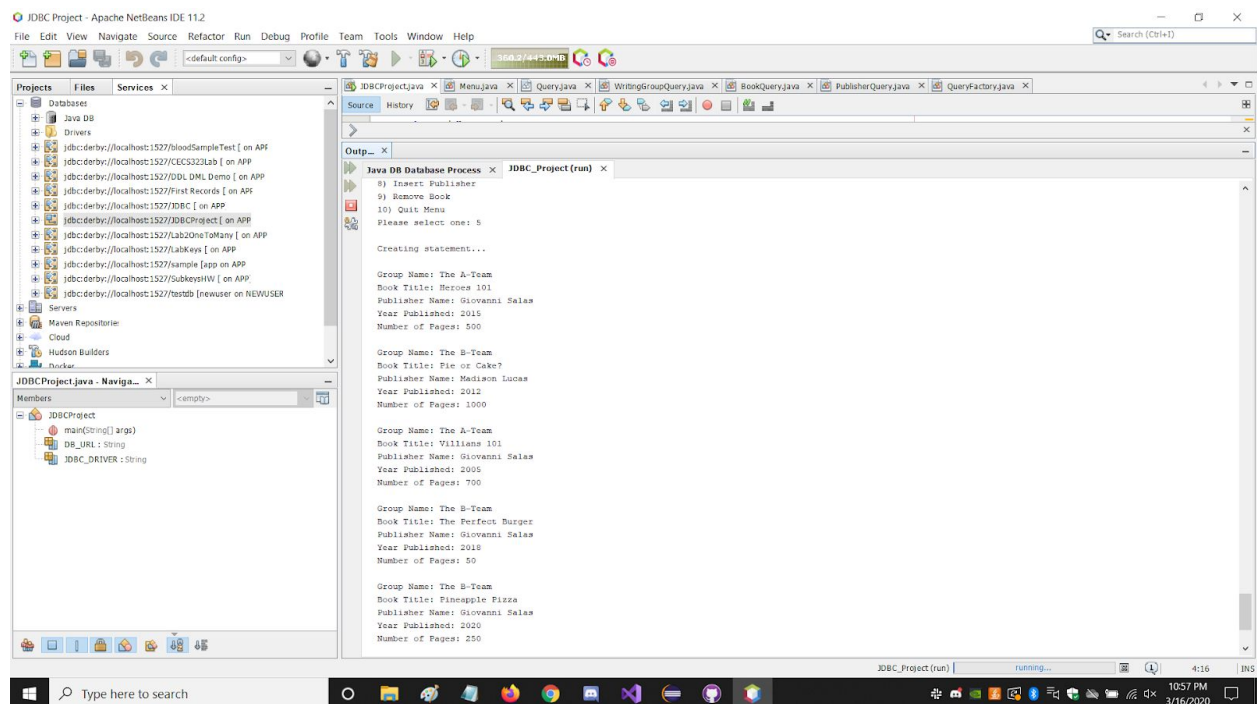 JDBC Project - Apache NetBeans IDE 11.2
File Edit View Navigate Source Refactor Run Debug Profile Team Tools Window Help
Search (Ctrl+I)
<default config>
360.2/445.0MB
Projects Files Services
JDBCProject.java Menu.java Query.java WritingGroupQuery.java BookQuery.java PublisherQuery.java QueryFactory.java
Source History
Databases
Java DB
Drivers
jdbc:derby://localhost:1527/bloodSampleTest [ on APP
jdbc:derby://localhost:1527/CECS323Lab [ on APP
jdbc:derby://localhost:1527/DDL DML Demo [ on APP
jdbc:derby://localhost:1527/First Records [ on APP
jdbc:derby://localhost:1527/JDBC [ on APP
jdbc:derby://localhost:1527/JDBCProject [ on APP
jdbc:derby://localhost:1527/Lab2OneToMany [ on APP
jdbc:derby://localhost:1527/LabKeys [ on APP
jdbc:derby://localhost:1527/sample [app on APP
jdbc:derby://localhost:1527/SubkeysHW [ on APP
jdbc:derby://localhost:1527/testdb [newuser on NEWUSER
Servers
Maven Repositories
Cloud
Hudson Builders
Docker
JDBCProject.java - Naviga...
Members <empty>
JDBCProject
main(String[] args)
DB_URL : String
JDBC_DRIVER : String
Outp...
Java DB Database Process JDBC_Project (run)
8) Insert Publisher
9) Remove Book
10) Quit Menu
Please select one: 5
Creating statement...
Group Name: The A-Team
Book Title: Heroes 101
Publisher Name: Giovanni Salas
Year Published: 2015
Number of Pages: 500
Group Name: The B-Team
Book Title: Pie or Cake?
Publisher Name: Madison Lucas
Year Published: 2012
Number of Pages: 1000
Group Name: The A-Team
Book Title: Villians 101
Publisher Name: Giovanni Salas
Year Published: 2005
Number of Pages: 700
Group Name: The B-Team
Book Title: The Perfect Burger
Publisher Name: Giovanni Salas
Year Published: 2018
Number of Pages: 50
Group Name: The B-Team
Book Title: Pineapple Pizza
Publisher Name: Giovanni Salas
Year Published: 2020
Number of Pages: 250
JDBC_Project (run) running... 4:16 INS
Type here to search
10:57 PM
3/16/2020